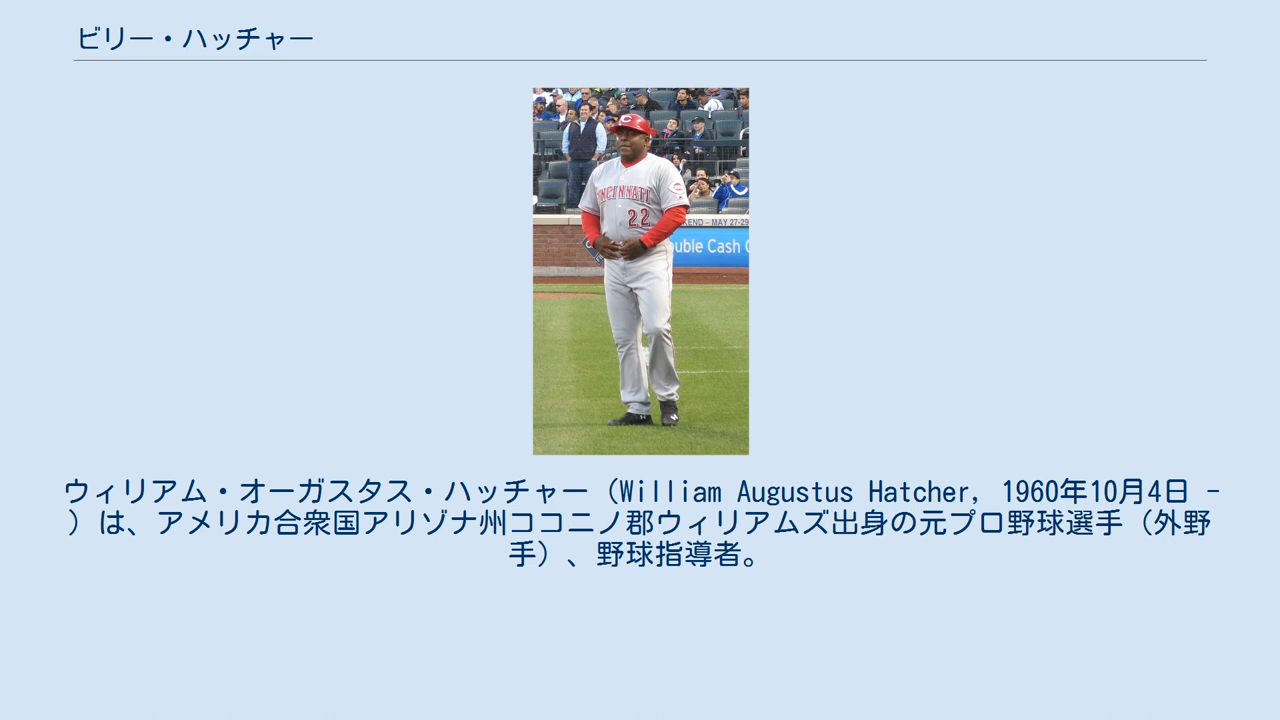 ビリー・ハッチャー
CINCINNATI
22
KEND – MAY 27-29
ouble Cash
ウィリアム・オーガスタス・ハッチャー（William Augustus Hatcher, 1960年10月4日 -
）は、アメリカ合衆国アリゾナ州ココニノ郡ウィリアムズ出身の元プロ野球選手（外野
手）、野球指導者。